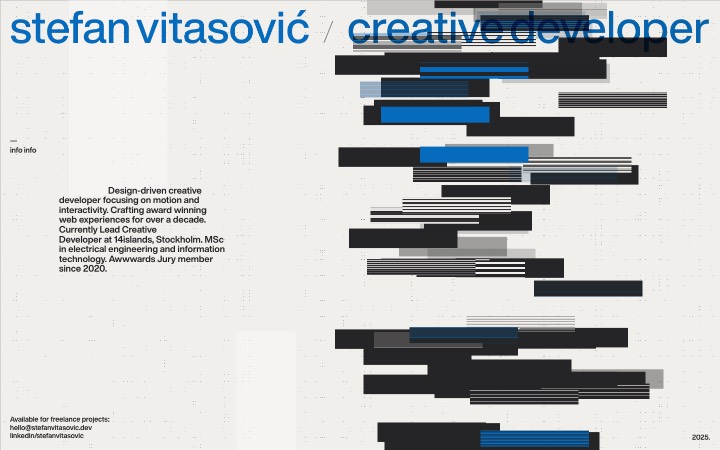 stefan vitasović / creative developer
info info
Design-driven creative
developer focusing on motion and
interactivity. Crafting award winning
web experiences for over a decade.
Currently Lead Creative
Developer at 14islands, Stockholm. MSc
in electrical engineering and information
technology. Awwwards Jury member
since 2020.
Available for freelance projects:
hello@stefanvitasovic.dev
linkedin/stefanvitasovic
2025.